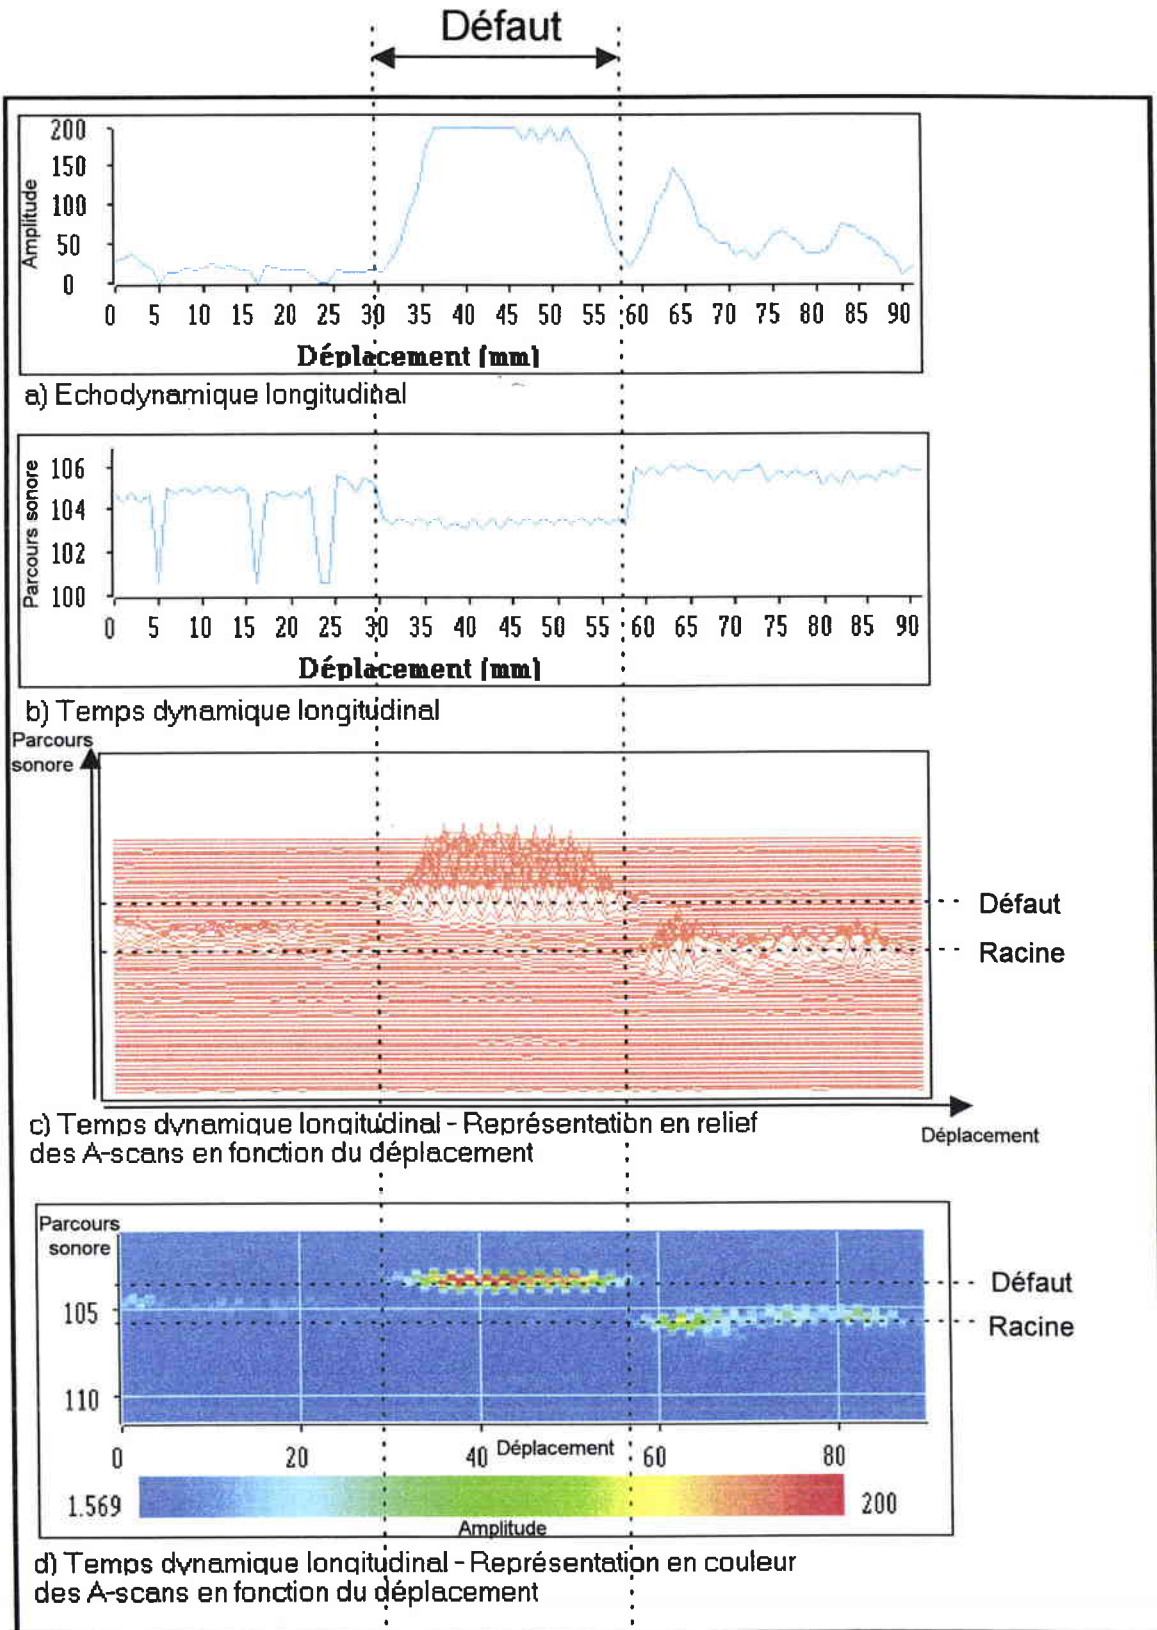 Défaut
Amplitude
200
150
100
50
0
0 5 10 15 20 25 30 35 40 45 50 55 60 65 70 75 80 85 90
Déplacement (mm)
a) Echodynamique longitudinal
Parcours sonore
106
104
102
100
0 5 10 15 20 25 30 35 40 45 50 55 60 65 70 75 80 85 90
Déplacement (mm)
b) Temps dynamique longitudinal
Parcours
sonore
Défaut
Racine
c) Temps dynamique longitudinal - Représentation en relief
des A-scans en fonction du déplacement
Déplacement
Parcours
sonore
Défaut
105
Racine
110
0 20 40 Déplacement 60 80
1.569 200
Amplitude
d) Temps dynamique longitudinal - Représentation en couleur
des A-scans en fonction du déplacement